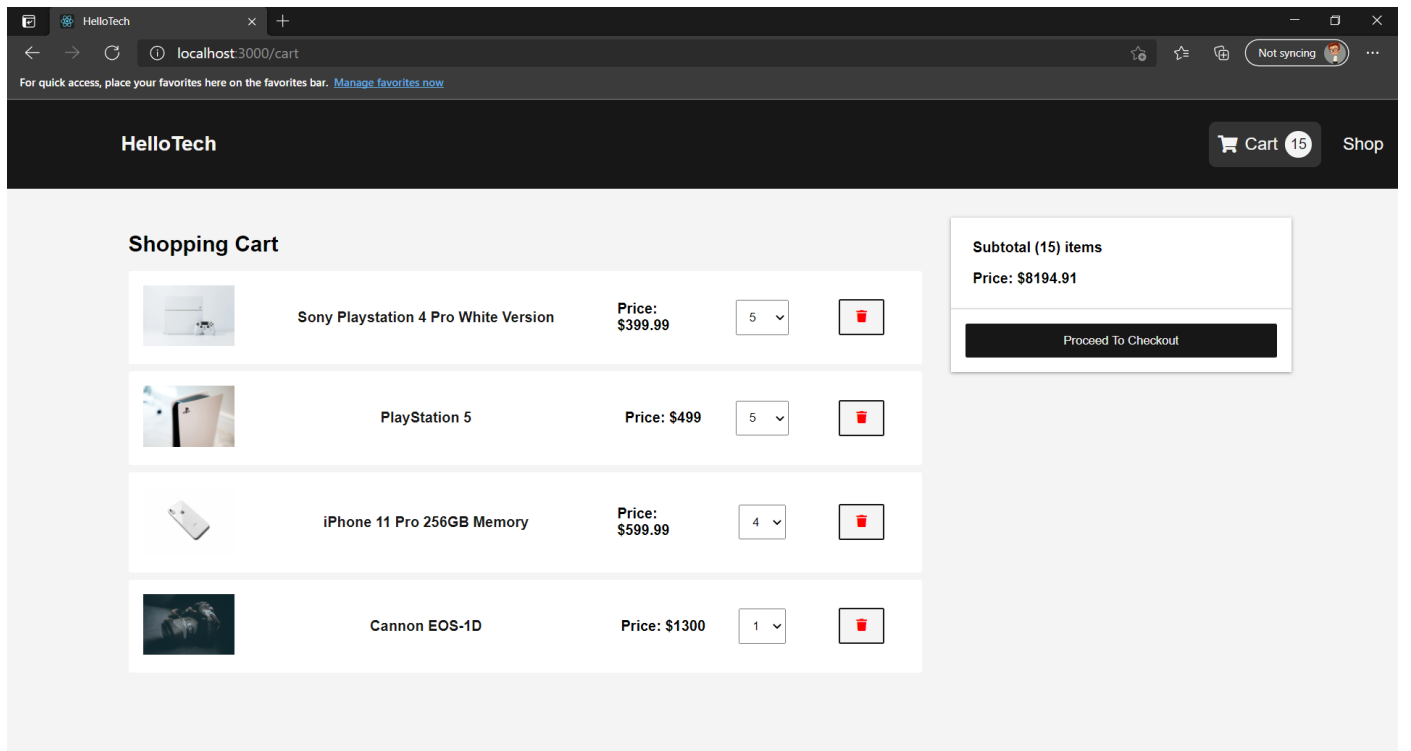 HelloTech
localhost:3000/cart
Not syncing
For quick access, place your favorites here on the favorites bar. Manage favorites now
HelloTech
Cart 15
Shop
Shopping Cart
Sony Playstation 4 Pro White Version
Price:
$399.99
5
PlayStation 5
Price: $499
5
iPhone 11 Pro 256GB Memory
Price:
$599.99
4
Cannon EOS-1D
Price: $1300
1
Subtotal (15) items
Price: $8194.91
Proceed To Checkout